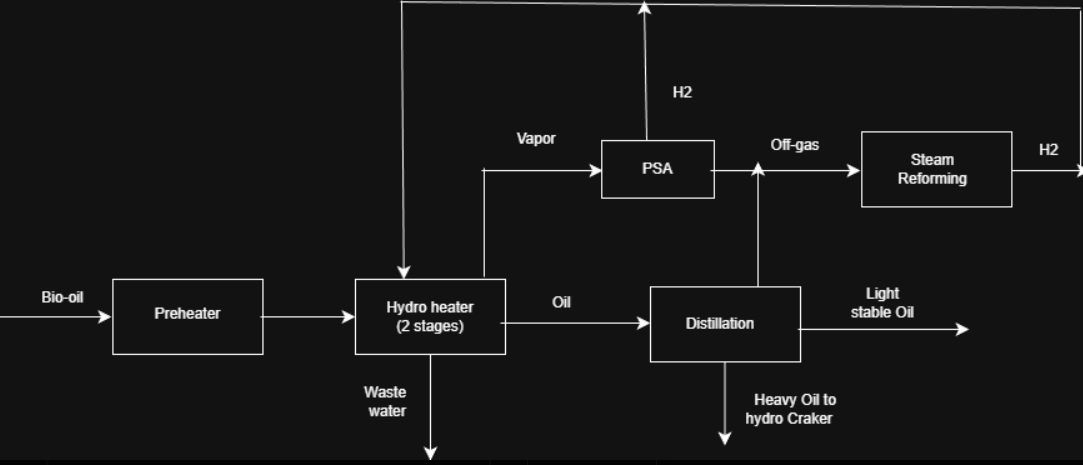 H2
Vapor
PSA
Off-gas
Steam
Reforming
H2
Bio-oil
Preheater
Hydro heater
(2 stages)
Oil
Distillation
Light
stable Oil
Waste
water
Heavy Oil to
hydro Craker